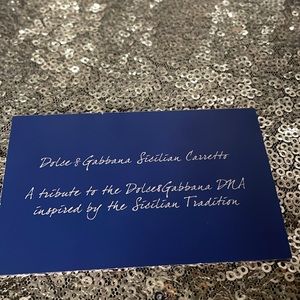 Dolce & Gabbana Sicilian Carretto
A tribute to the Dolce&Gabbana DNA
inspired by the Sicilian Tradition